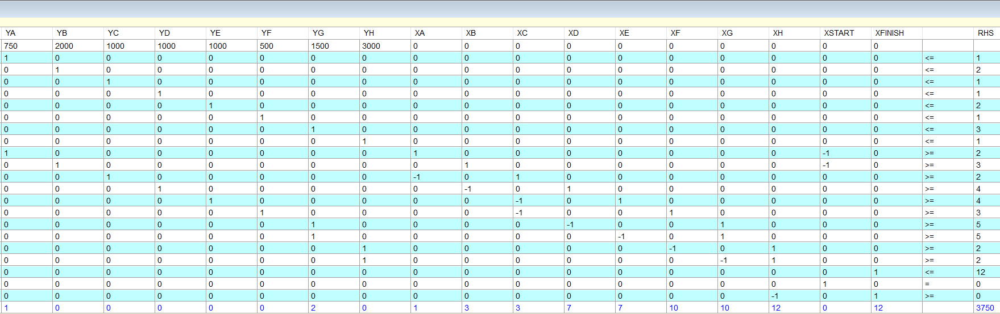 YA YB YC YD YE YF YG YH XA XB XC XD XE XF XG XH XSTART XFINISH RHS
750 2000 1000 1000 1000 500 1500 3000 0 0 0 0 0 0 0 0 0 0
1 0 0 0 0 0 0 0 0 0 0 0 0 0 0 0 0 0 <= 1
0 1 0 0 0 0 0 0 0 0 0 0 0 0 0 0 0 0 <= 2
0 0 1 0 0 0 0 0 0 0 0 0 0 0 0 0 0 0 <= 1
0 0 0 1 0 0 0 0 0 0 0 0 0 0 0 0 0 0 <= 1
0 0 0 0 1 0 0 0 0 0 0 0 0 0 0 0 0 0 <= 2
0 0 0 0 0 1 0 0 0 0 0 0 0 0 0 0 0 0 <= 1
0 0 0 0 0 0 1 0 0 0 0 0 0 0 0 0 0 0 <= 3
0 0 0 0 0 0 0 1 0 0 0 0 0 0 0 0 0 0 <= 1
1 0 0 0 0 0 0 0 1 0 0 0 0 0 0 0 -1 0 >= 2
0 1 0 0 0 0 0 0 0 1 0 0 0 0 0 0 -1 0 >= 3
0 0 1 0 0 0 0 0 -1 0 1 0 0 0 0 0 0 0 >= 2
0 0 0 1 0 0 0 0 0 -1 0 1 0 0 0 0 0 0 >= 4
0 0 0 0 1 0 0 0 0 0 -1 0 1 0 0 0 0 0 >= 4
0 0 0 0 0 1 0 0 0 0 -1 0 0 1 0 0 0 0 >= 3
0 0 0 0 0 0 1 0 0 0 0 -1 0 0 1 0 0 0 >= 5
0 0 0 0 0 0 1 0 0 0 0 0 -1 0 1 0 0 0 >= 5
0 0 0 0 0 0 0 1 0 0 0 0 0 -1 0 1 0 0 >= 2
0 0 0 0 0 0 0 1 0 0 0 0 0 0 -1 1 0 0 >= 2
0 0 0 0 0 0 0 0 0 0 0 0 0 0 0 0 0 1 <= 12
0 0 0 0 0 0 0 0 0 0 0 0 0 0 0 0 1 0 = 0
0 0 0 0 0 0 0 0 0 0 0 0 0 0 0 -1 0 1 >= 0
1 0 0 0 0 0 2 0 1 3 3 7 7 10 10 12 0 12 3750